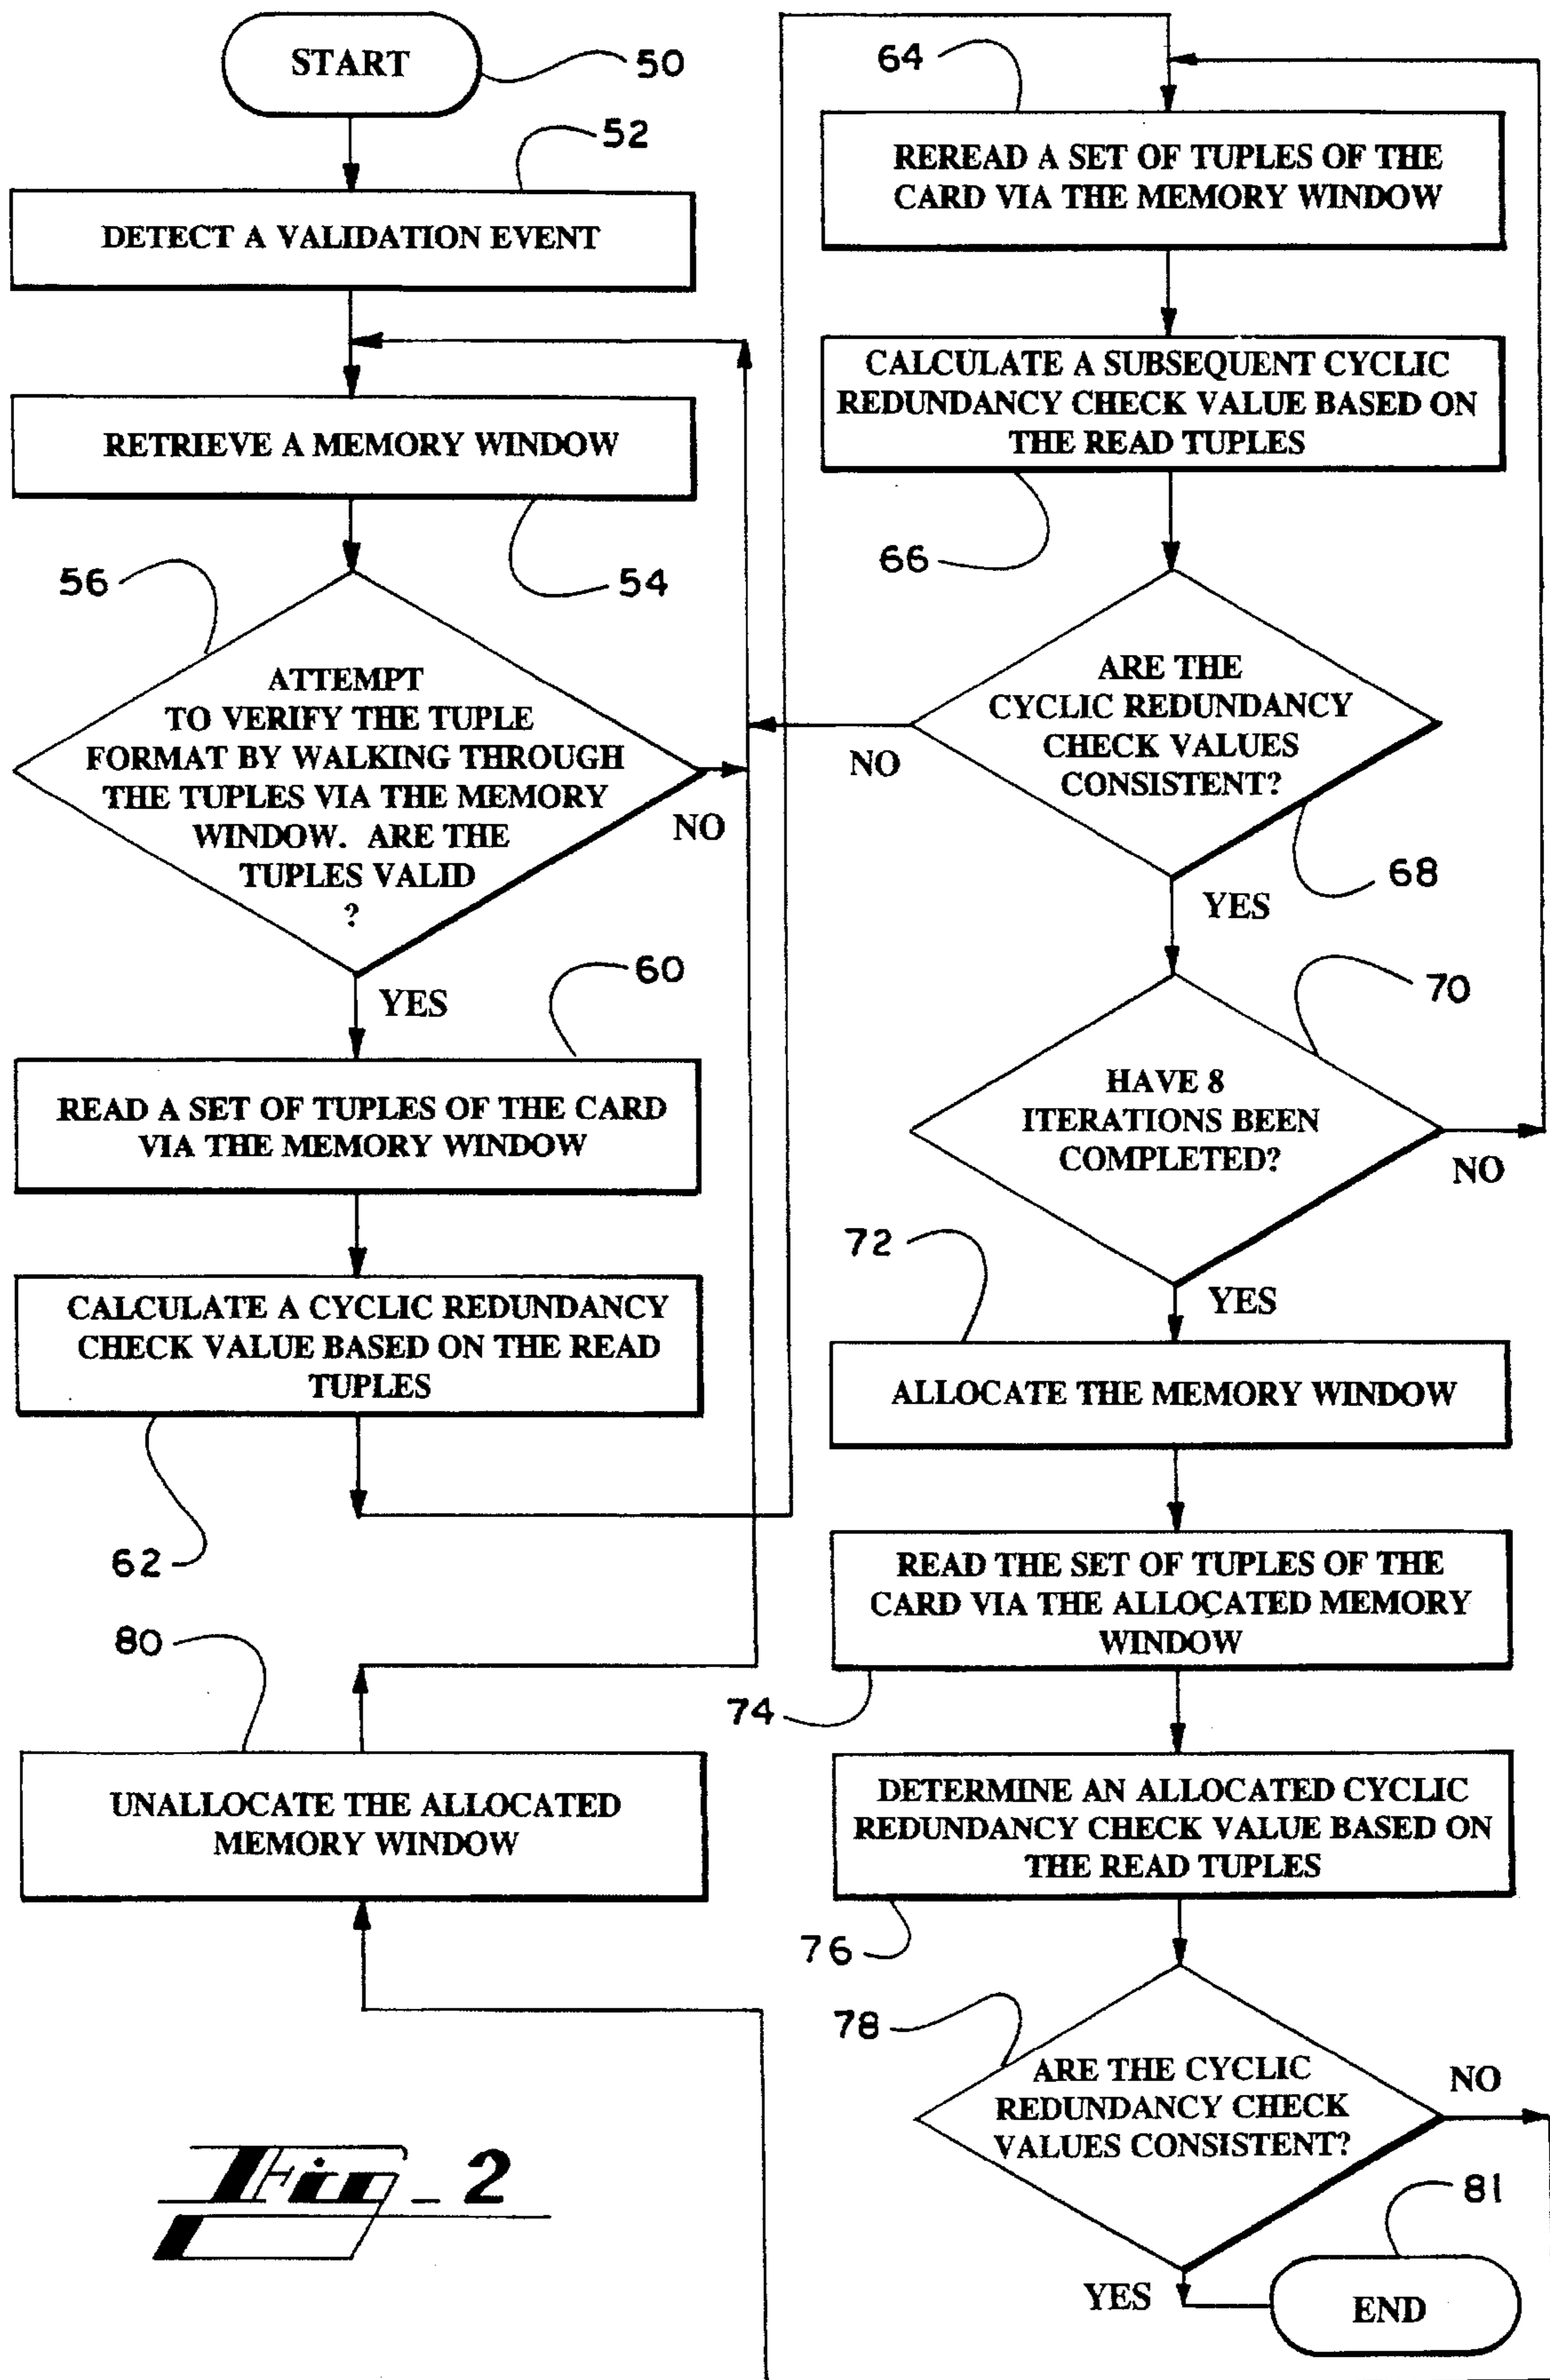 START
50
52
DETECT A VALIDATION EVENT
RETRIEVE A MEMORY WINDOW
54
56
ATTEMPT
TO VERIFY THE TUPLE
FORMAT BY WALKING THROUGH
THE TUPLES VIA THE MEMORY
WINDOW. ARE THE
TUPLES VALID
?
NO
YES
60
READ A SET OF TUPLES OF THE CARD
VIA THE MEMORY WINDOW
CALCULATE A CYCLIC REDUNDANCY
CHECK VALUE BASED ON THE READ
TUPLES
62
80
UNALLOCATE THE ALLOCATED
MEMORY WINDOW
64
REREAD A SET OF TUPLES OF THE
CARD VIA THE MEMORY WINDOW
CALCULATE A SUBSEQUENT CYCLIC
REDUNDANCY CHECK VALUE BASED ON
THE READ TUPLES
66
ARE THE
CYCLIC REDUNDANCY
CHECK VALUES
CONSISTENT?
NO
68
YES
70
HAVE 8
ITERATIONS BEEN
COMPLETED?
NO
72
YES
ALLOCATE THE MEMORY WINDOW
READ THE SET OF TUPLES OF THE
CARD VIA THE ALLOCATED MEMORY
WINDOW
74
DETERMINE AN ALLOCATED CYCLIC
REDUNDANCY CHECK VALUE BASED ON
THE READ TUPLES
76
78
ARE THE CYCLIC
REDUNDANCY CHECK
VALUES CONSISTENT?
NO
81
YES
END
Fig_2